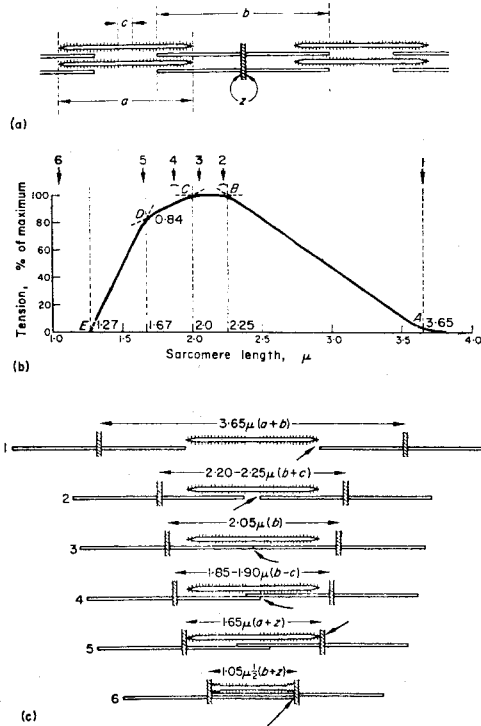 c b
a z
(a)
6 5 4 3 2 1
100 C B
D
80 0·84
60
40
20
E A
0 1·27 1·67 2·0 2·25 3·65
1·0 1·5 2·0 2·5 3·0 3·5 4·0
Tension, % of maximum
Sarcomere length, μ
(b)
3·65μ(a+b)
1
2·20–2·25μ(b+c)
2
2·05μ(b)
3
1·85–1·90μ(b–c)
4
1·65μ(a+z)
5
1·05μ½(b+z)
6
(c)